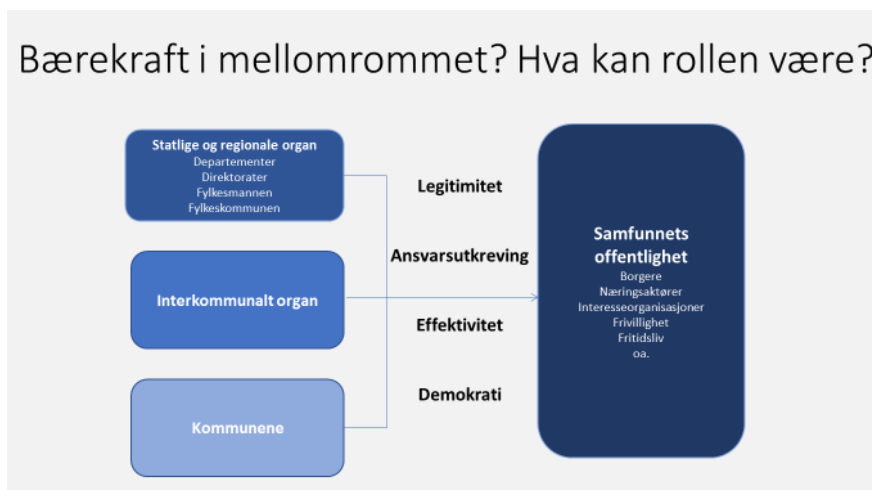 Bærekraft i mellomrommet? Hva kan rollen være?
Statlige og regionale organ
Departementer
Direktorater
Fylkesmannen
Fylkeskommunen
Interkommunalt organ
Kommunene
Legitimitet
Ansvarsutkreving
Effektivitet
Demokrati
Samfunnets
offentlighet
Borgere
Næringsaktører
Interesseorganisasjoner
Frivillighet
Fritidsliv
oa.